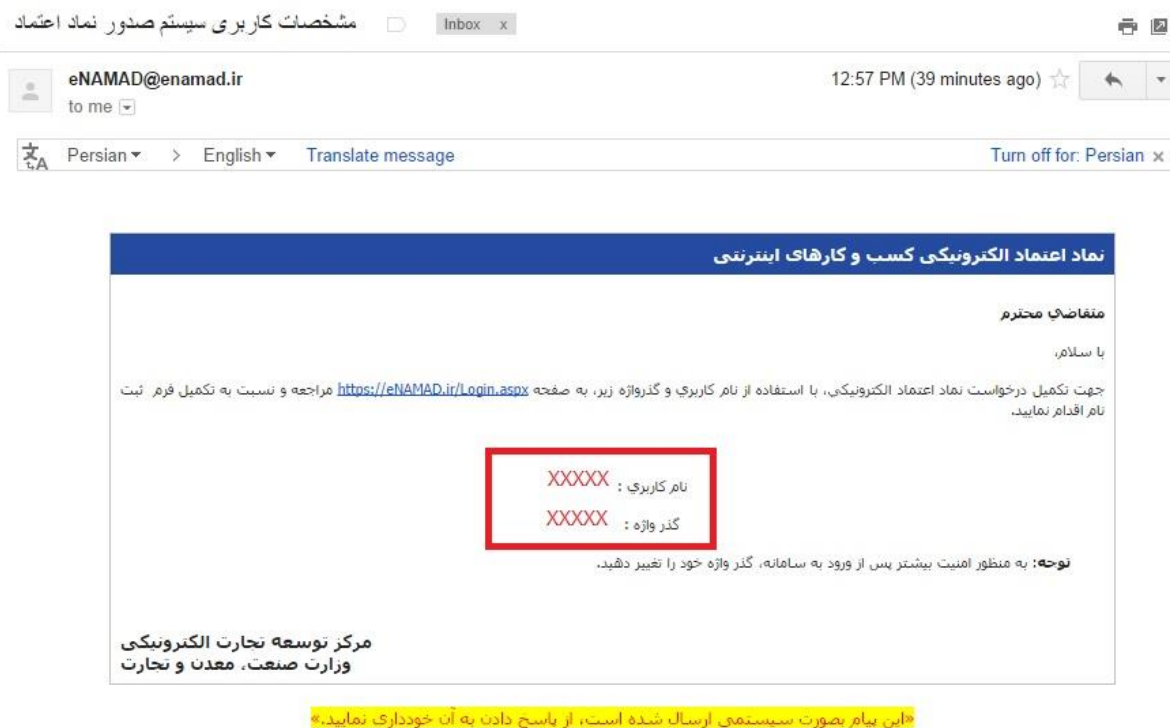 مشخصات کاربری سیستم صدور نماد اعتماد
Inbox x
eNAMAD@enamad.ir
12:57 PM (39 minutes ago)
to me
Persian > English Translate message Turn off for: Persian x
نماد اعتماد الکترونیکی کسب و کارهای اینترنتی
متقاضي محترم
با سلام،
جهت تکمیل درخواست نماد اعتماد الکترونیکی، با استفاده از نام کاربري و گذرواژه زیر، به صفحه https://eNAMAD.ir/Login.aspx مراجعه و نسبت به تکمیل فرم ثبت
نام اقدام نمایید.
نام کاربري : XXXXX
گذر واژه : XXXXX
توجه: به منظور امنیت بیشتر پس از ورود به سامانه، گذر واژه خود را تغییر دهید.
مرکز توسعه تجارت الکترونیکی
وزارت صنعت، معدن و تجارت
«این پیام بصورت سیستمی ارسال شده است، از پاسخ دادن به آن خودداری نمایید.»